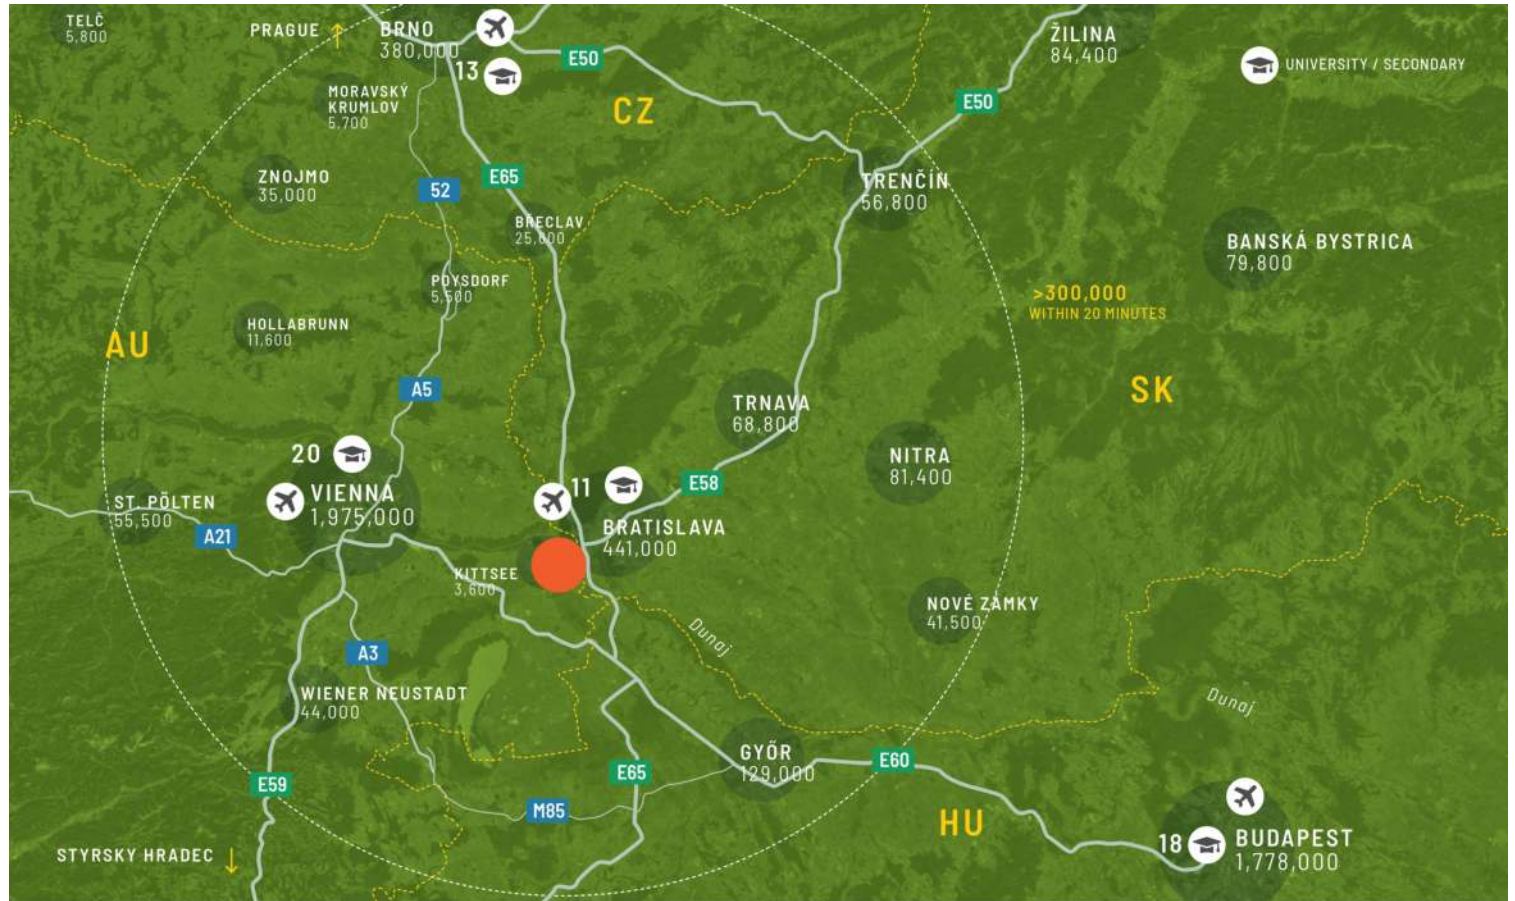 TELČ
5,800
PRAGUE ↑
BRNO
380,000
13
E50
ŽILINA
84,400
UNIVERSITY / SECONDARY
MORAVSKÝ
KRUMLOV
5,700
CZ
E50
ZNOJMO
35,000
52
E65
TRENČÍN
56,800
BŘECLAV
25,600
BANSKÁ BYSTRICA
79,800
POYSDORF
5,500
>300,000
WITHIN 20 MINUTES
HOLLABRUNN
11,600
AU
A5
SK
TRNAVA
68,800
20
NITRA
81,400
VIENNA
1,975,000
11
E58
ST. PÖLTEN
55,500
A21
BRATISLAVA
441,000
KITTSEE
3,600
NOVÉ ZÁMKY
41,500
Dunaj
A3
WIENER NEUSTADT
44,000
Dunaj
GYŐR
129,000
E60
E59
E65
M85
HU
STYRSKY HRADEC ↓
18
BUDAPEST
1,778,000